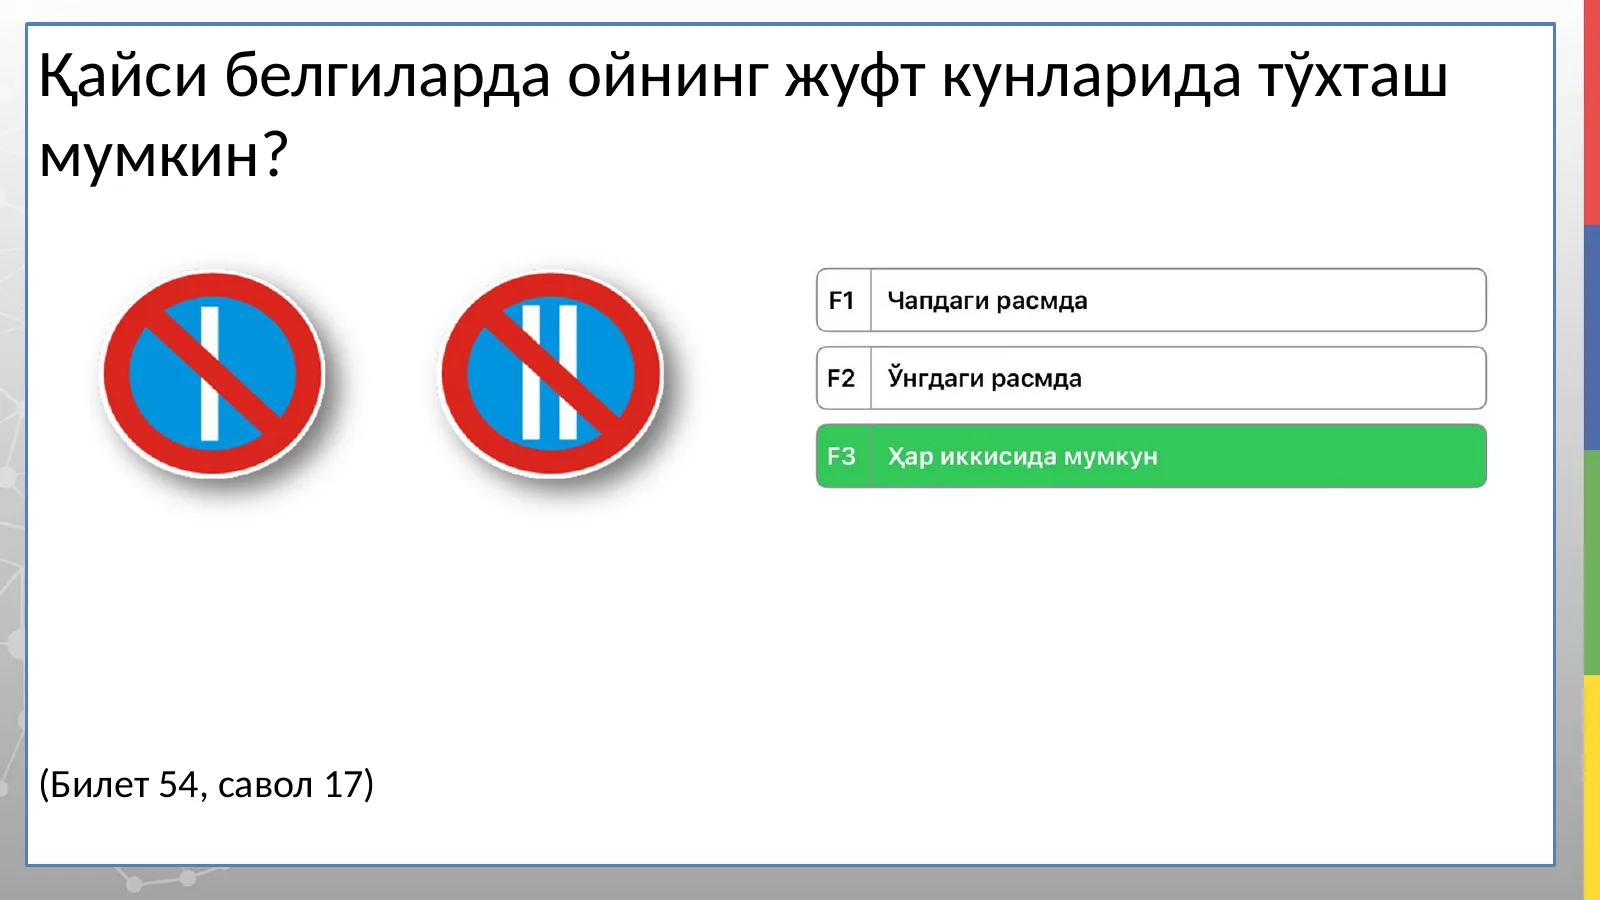 Қайси белгиларда ойнинг жуфт кунларида тўхташ
мумкин?
F1 Чапдаги расмда
F2 Ўнгдаги расмда
F3 Ҳар иккисида мумкун
(Билет 54, савол 17)